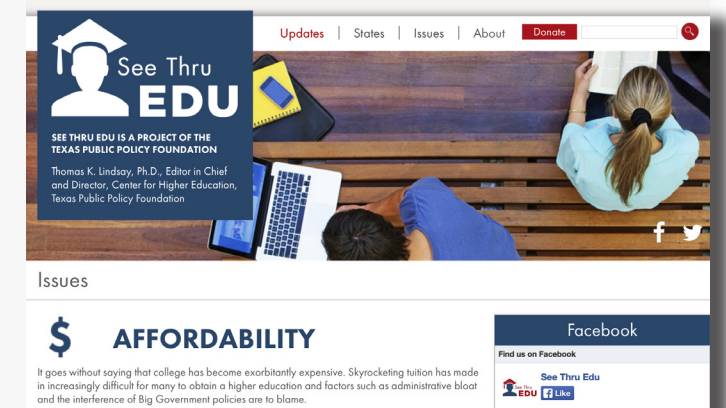 Updates | States | Issues | About Donate
See Thru
EDU
SEE THRU EDU IS A PROJECT OF THE
TEXAS PUBLIC POLICY FOUNDATION
Thomas K. Lindsay, Ph.D., Editor in Chief
and Director, Center for Higher Education,
Texas Public Policy Foundation
Issues
$ AFFORDABILITY
It goes without saying that college has become exorbitantly expensive. Skyrocketing tuition has made
in increasingly difficult for many to obtain a higher education and factors such as administrative bloat
and the interference of Big Government policies are to blame.
Facebook
Find us on Facebook
See Thru
EDU
See Thru Edu
f Like